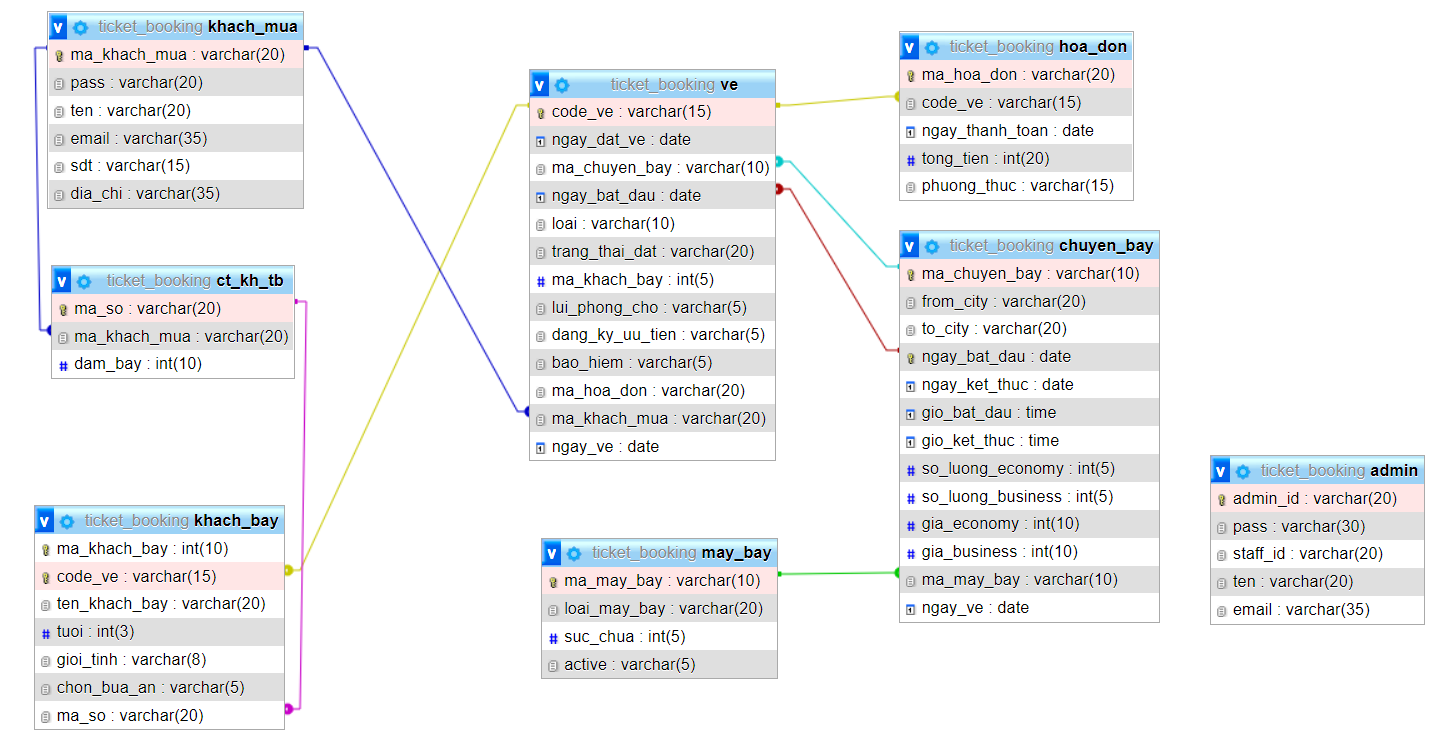 ticket_booking khach_mua
ma_khach_mua : varchar(20)
pass : varchar(20)
ten : varchar(20)
email : varchar(35)
sdt : varchar(15)
dia_chi : varchar(35)
ticket_booking ct_kh_tb
ma_so : varchar(20)
ma_khach_mua : varchar(20)
dam_bay : int(10)
ticket_booking khach_bay
ma_khach_bay : int(10)
code_ve : varchar(15)
ten_khach_bay : varchar(20)
tuoi : int(3)
gioi_tinh : varchar(8)
chon_bua_an : varchar(5)
ma_so : varchar(20)
ticket_booking ve
code_ve : varchar(15)
ngay_dat_ve : date
ma_chuyen_bay : varchar(10)
ngay_bat_dau : date
loai : varchar(10)
trang_thai_dat : varchar(20)
ma_khach_bay : int(5)
lui_phong_cho : varchar(5)
dang_ky_uu_tien : varchar(5)
bao_hiem : varchar(5)
ma_hoa_don : varchar(20)
ma_khach_mua : varchar(20)
ngay_ve : date
ticket_booking may_bay
ma_may_bay : varchar(10)
loai_may_bay : varchar(20)
suc_chua : int(5)
active : varchar(5)
ticket_booking hoa_don
ma_hoa_don : varchar(20)
code_ve : varchar(15)
ngay_thanh_toan : date
tong_tien : int(20)
phuong_thuc : varchar(15)
ticket_booking chuyen_bay
ma_chuyen_bay : varchar(10)
from_city : varchar(20)
to_city : varchar(20)
ngay_bat_dau : date
ngay_ket_thuc : date
gio_bat_dau : time
gio_ket_thuc : time
so_luong_economy : int(5)
so_luong_business : int(5)
gia_economy : int(10)
gia_business : int(10)
ma_may_bay : varchar(10)
ngay_ve : date
ticket_booking admin
admin_id : varchar(20)
pass : varchar(30)
staff_id : varchar(20)
ten : varchar(20)
email : varchar(35)